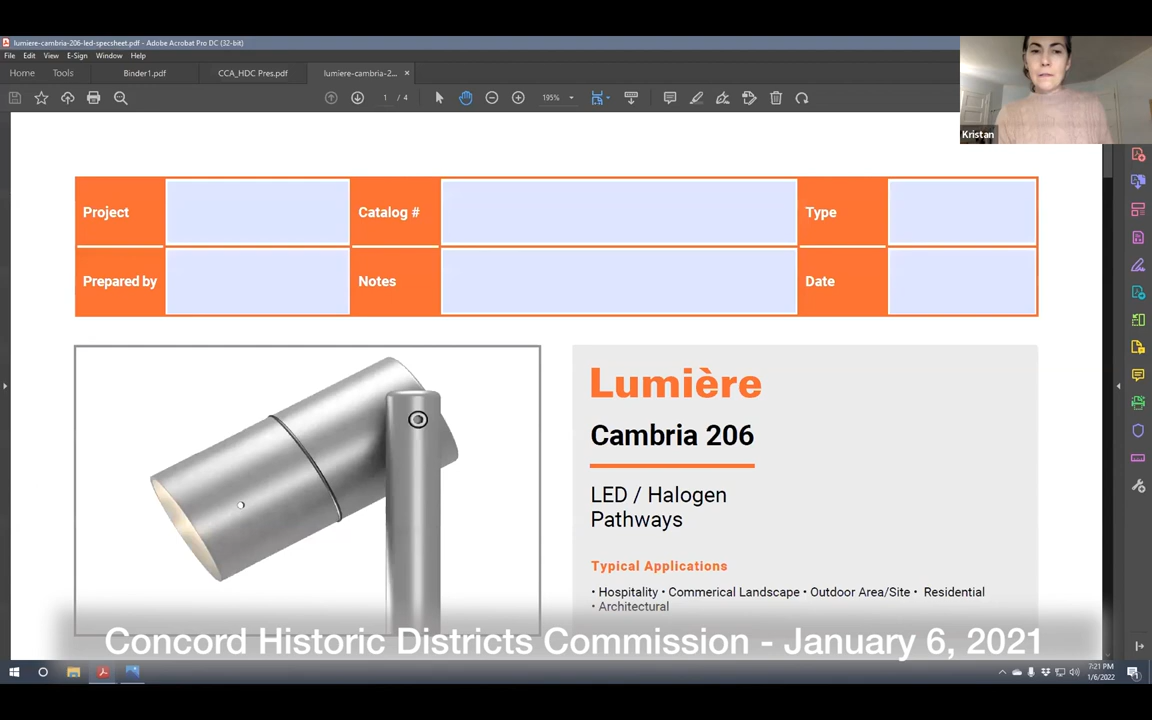 lumiere-cambria-206-led-specsheet.pdf - Adobe Acrobat Pro DC (32-bit)
File Edit View E-Sign Window Help
Home Tools Binder1.pdf CCA_HDC Pres.pdf lumiere-cambria-2... ×
1 / 4 195%
Kristan
Project Catalog # Type
Prepared by Notes Date
Lumière
Cambria 206
LED / Halogen
Pathways
Typical Applications
• Hospitality • Commerical Landscape • Outdoor Area/Site • Residential
• Architectural
Concord Historic Districts Commission - January 6, 2021
7:21 PM
1/6/2022